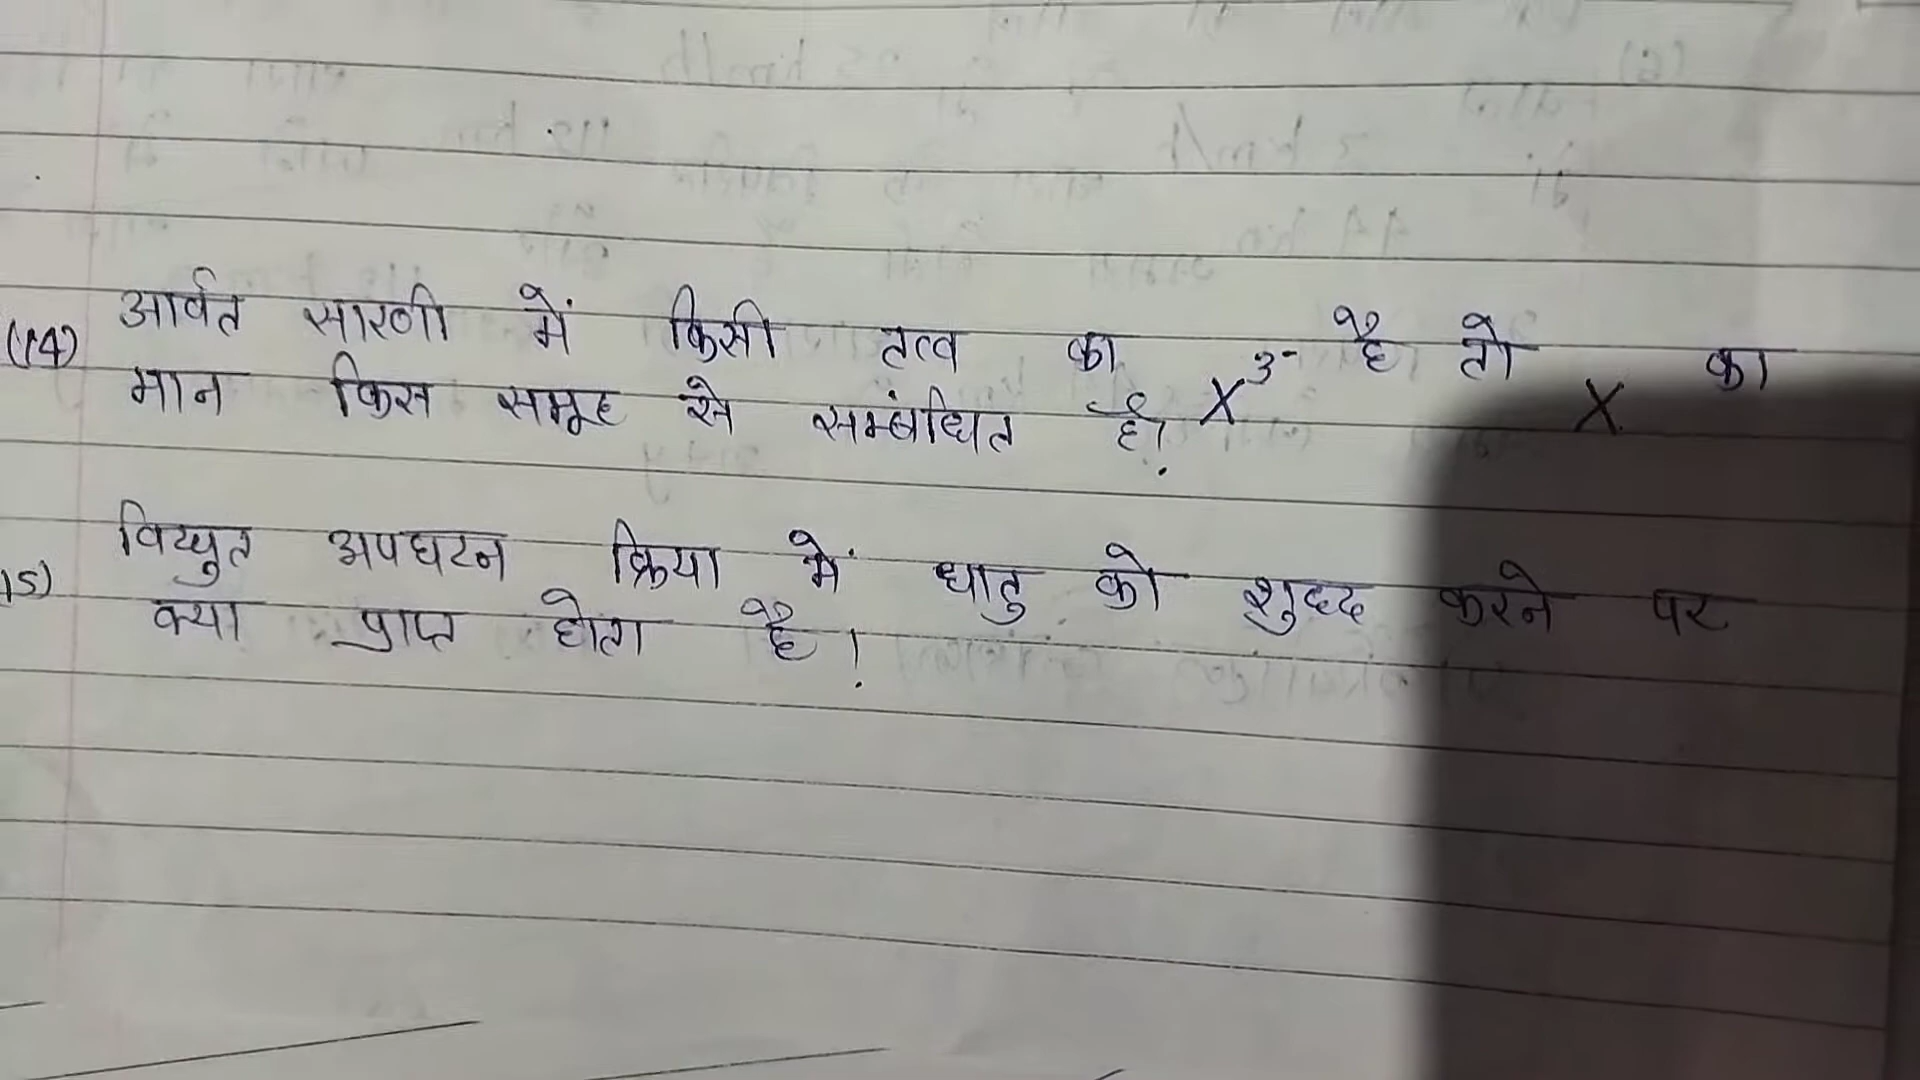 (14) आर्वत सारणी में किसी तत्व का X³⁻ है तो X का
मान किस समूह से सम्बंधित है?
15) विद्युत अपघटन क्रिया में धातु को शुद्द करने पर
क्या प्राप्त होता है!